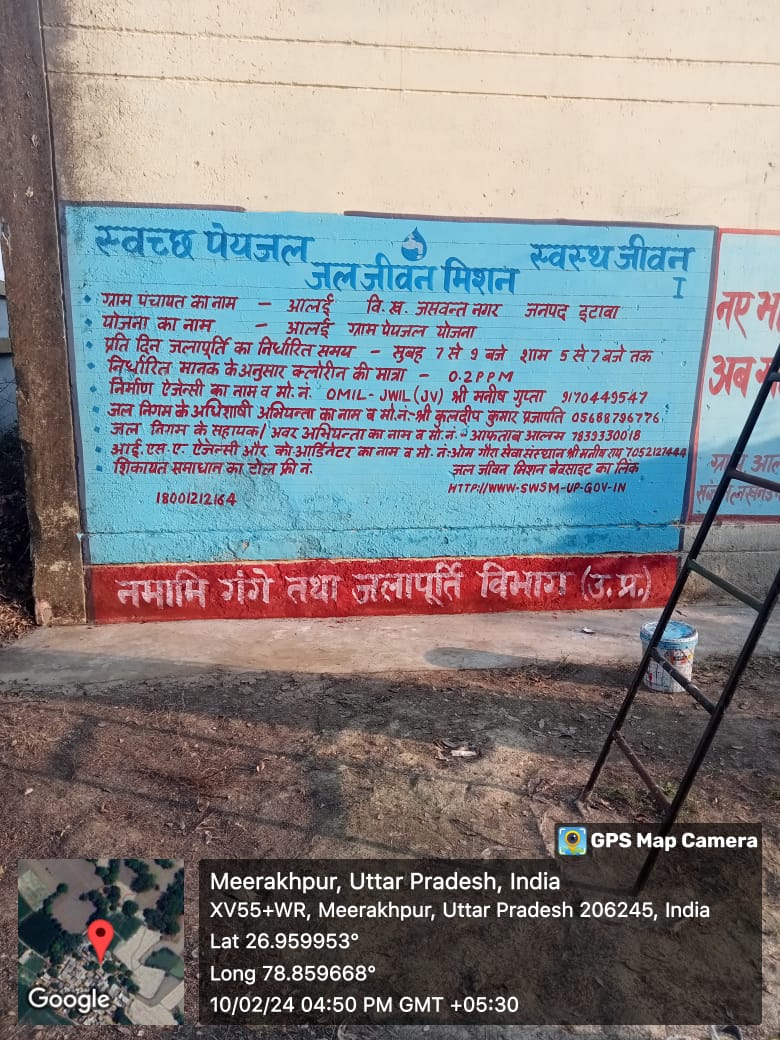 स्वच्छ पेयजल
स्वस्थ जीवन
जल जीवन मिशन
I
ग्राम पंचायत का नाम – आलई वि.ख. जसवन्त नगर जनपद इटावा
योजना का नाम – आलई ग्राम पेयजल योजना
प्रति दिन जलापूर्ति का निर्धारित समय – सुबह 7 से 9 बजे शाम 5 से 7 बजे तक
निर्धारित मानक के अनुसार क्लोरीन की मात्रा – 0.2PPM
निर्माण ऐजेन्सी का नाम व मो.नं. OMIL-JWIL(JV) श्री मनीष गुप्ता 9170449547
जल निगम के अधिशाषी अभियन्ता का नाम व मो.नं-श्री कुलदीप कुमार प्रजापति 05688796776
जल निगम के सहायक/अवर अभियन्ता का नाम व मो.नं.-आफताब आलम 7839330018
आई.एस.ए-ऐजेन्सी और को आर्डिनेटर का नाम व मो.नं:ओम गौरा सेवा संस्थान श्री मनीष राय 7052127444
शिकायत समाधान का टोल फ्री नं.
जल जीवन मिशन बेबसाइट का लिंक
18001212164
HTTP://WWW-SWSM-UP-GOV-IN
नमामि गंगे तथा जलापूर्ति विभाग (उ.प्र.)
नए भा
अब ग
GPS Map Camera
Meerakhpur, Uttar Pradesh, India
XV55+WR, Meerakhpur, Uttar Pradesh 206245, India
Lat 26.959953°
Long 78.859668°
10/02/24 04:50 PM GMT +05:30
Google